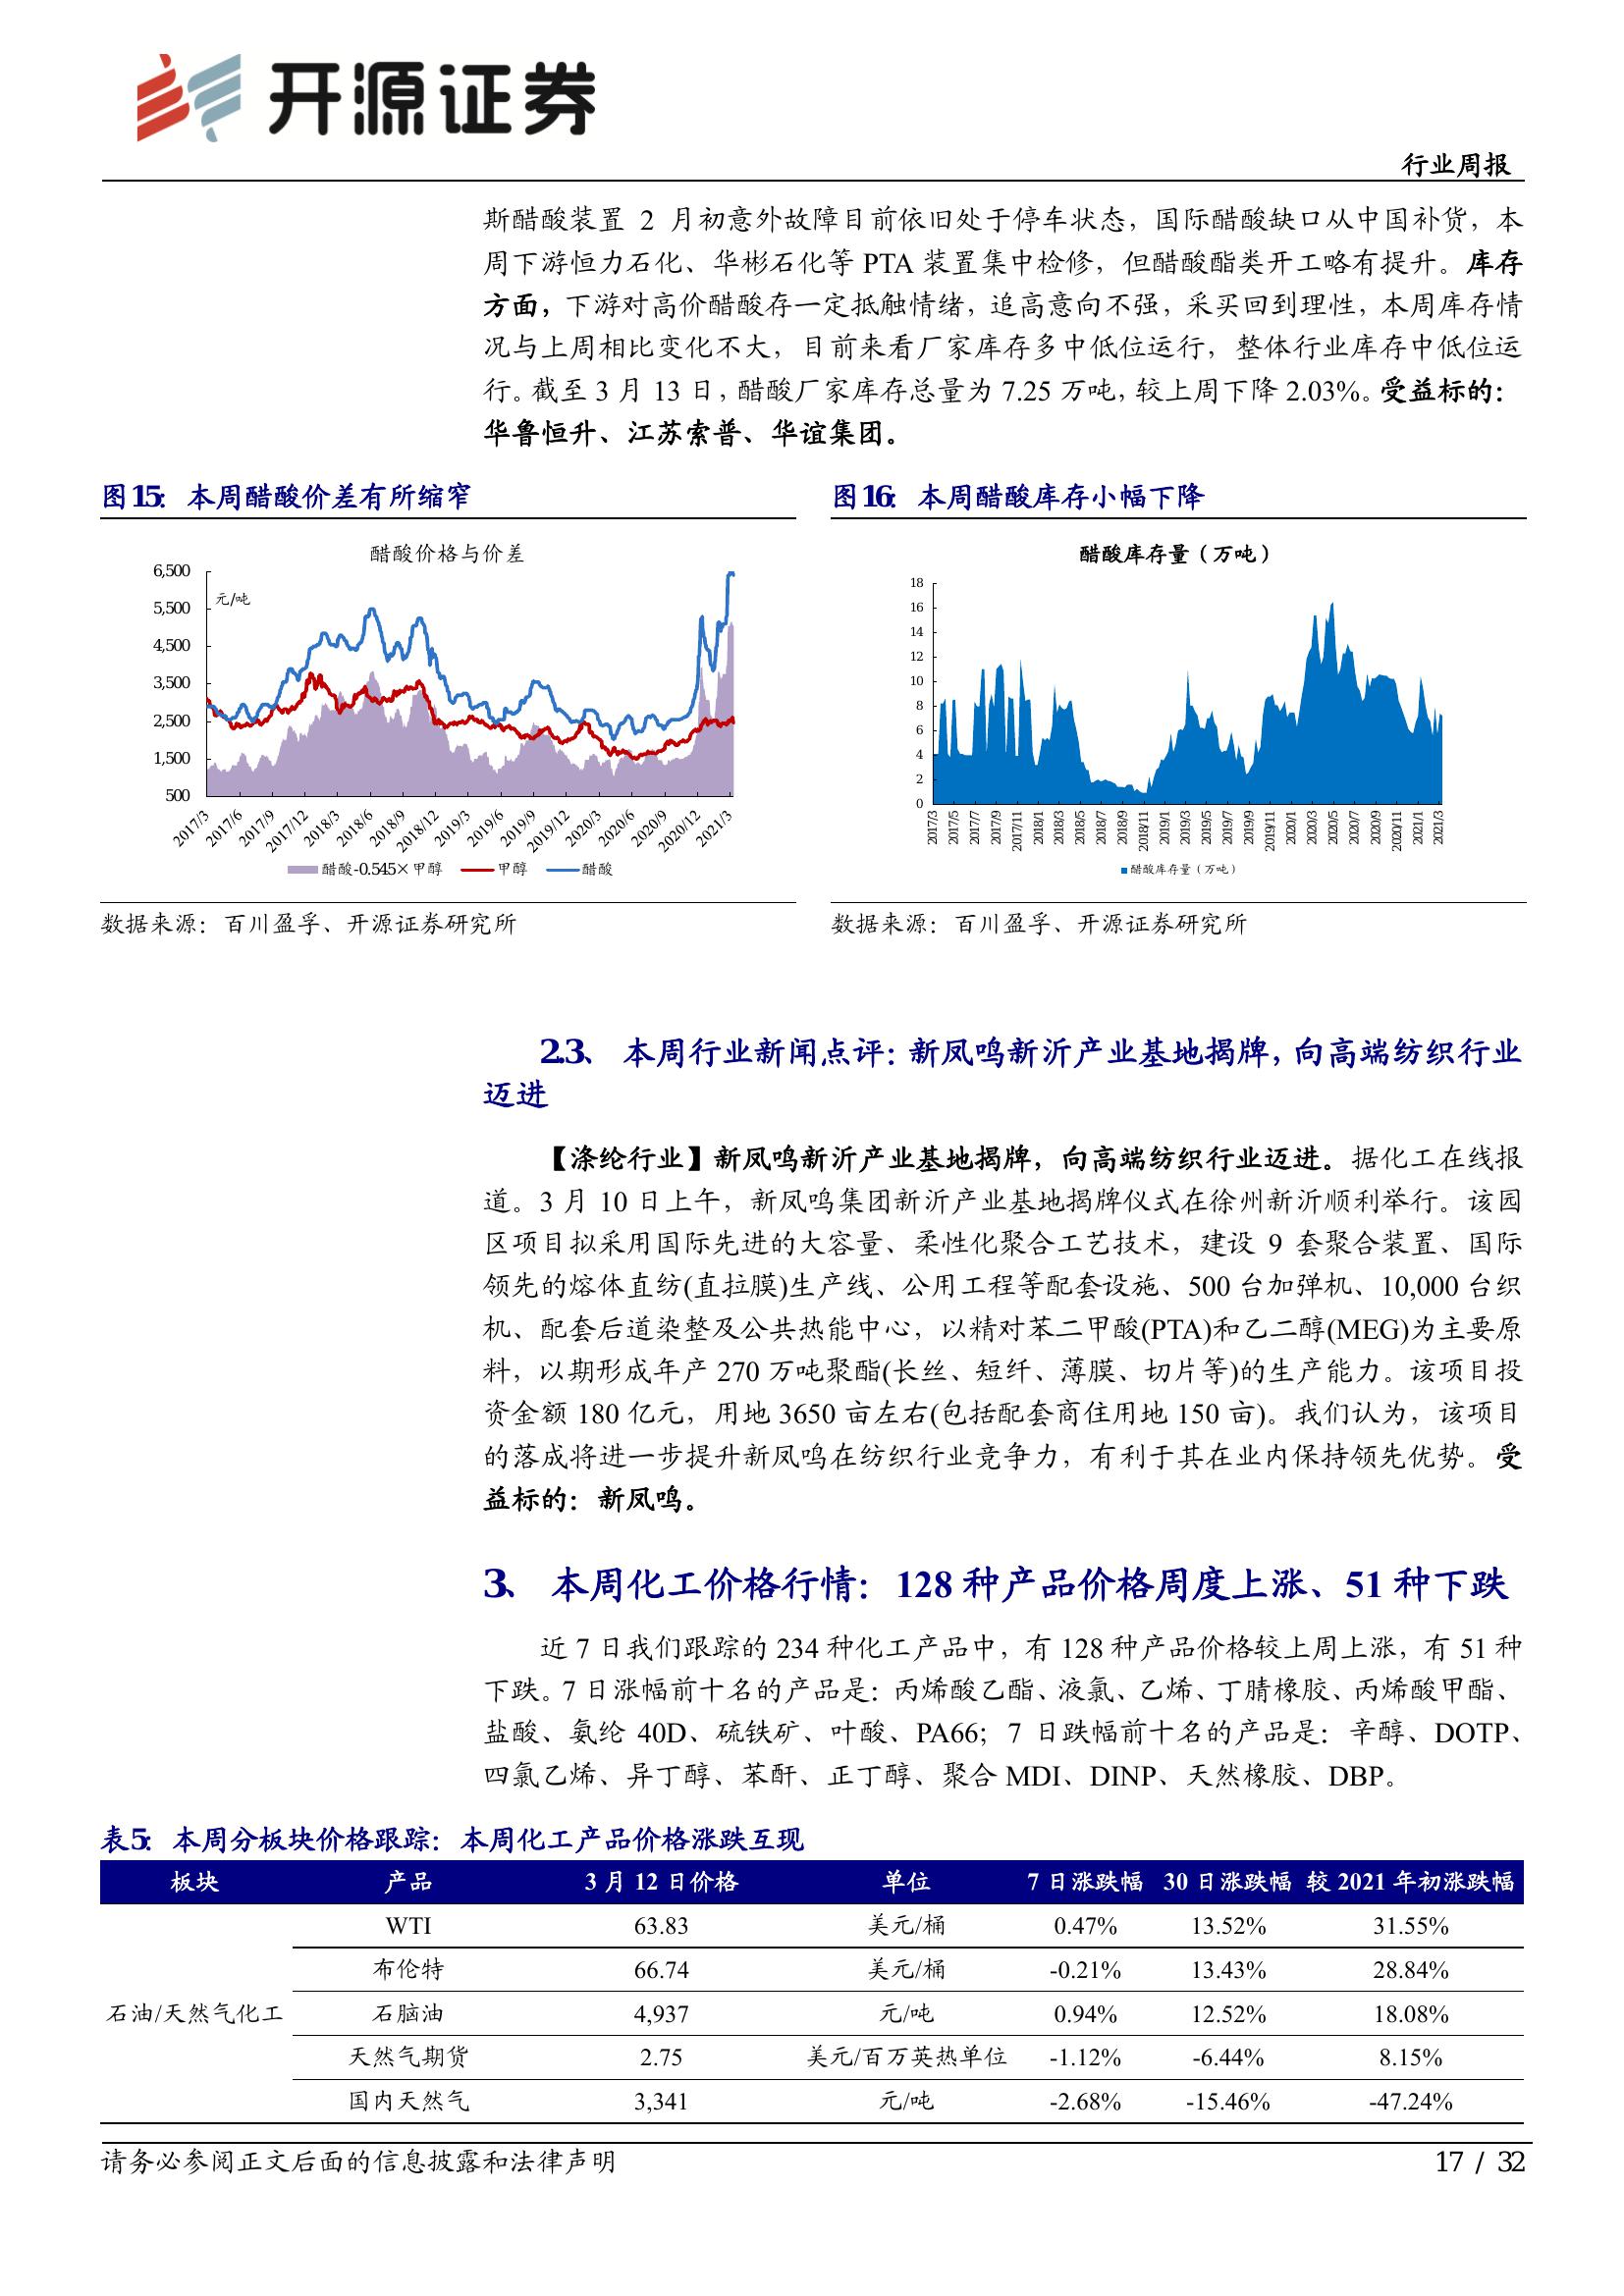 开源证券
行业周报
斯醋酸装置 2 月初意外故障目前依旧处于停车状态，国际醋酸缺口从中国补货，本
周下游恒力石化、华彬石化等 PTA 装置集中检修，但醋酸酯类开工略有提升。库存
方面，下游对高价醋酸存一定抵触情绪，追高意向不强，采买回到理性，本周库存情
况与上周相比变化不大，目前来看厂家库存多中低位运行，整体行业库存中低位运
行。截至 3 月 13 日，醋酸厂家库存总量为 7.25 万吨，较上周下降 2.03%。受益标的：
华鲁恒升、江苏索普、华谊集团。
图15：本周醋酸价差有所缩窄
醋酸价格与价差
元/吨
6,500
5,500
4,500
3,500
2,500
1,500
500
2017/3 2017/6 2017/9 2017/12 2018/3 2018/6 2018/9 2018/12 2019/3 2019/6 2019/9 2019/12 2020/3 2020/6 2020/9 2020/12 2021/3
醋酸-0.545×甲醇 甲醇 醋酸
数据来源：百川盈孚、开源证券研究所
图16：本周醋酸库存小幅下降
醋酸库存量（万吨）
18
16
14
12
10
8
6
4
2
0
2017/3 2017/5 2017/7 2017/9 2017/11 2018/1 2018/3 2018/5 2018/7 2018/9 2018/11 2019/1 2019/3 2019/5 2019/7 2019/9 2019/11 2020/1 2020/3 2020/5 2020/7 2020/9 2020/11 2021/1 2021/3
醋酸库存量（万吨）
数据来源：百川盈孚、开源证券研究所
2.3、 本周行业新闻点评：新凤鸣新沂产业基地揭牌，向高端纺织行业
迈进
【涤纶行业】新凤鸣新沂产业基地揭牌，向高端纺织行业迈进。据化工在线报
道。3 月 10 日上午，新凤鸣集团新沂产业基地揭牌仪式在徐州新沂顺利举行。该园
区项目拟采用国际先进的大容量、柔性化聚合工艺技术，建设 9 套聚合装置、国际
领先的熔体直纺(直拉膜)生产线、公用工程等配套设施、500 台加弹机、10,000 台织
机、配套后道染整及公共热能中心，以精对苯二甲酸(PTA)和乙二醇(MEG)为主要原
料，以期形成年产 270 万吨聚酯(长丝、短纤、薄膜、切片等)的生产能力。该项目投
资金额 180 亿元，用地 3650 亩左右(包括配套商住用地 150 亩)。我们认为，该项目
的落成将进一步提升新凤鸣在纺织行业竞争力，有利于其在业内保持领先优势。受
益标的：新凤鸣。
3、 本周化工价格行情：128 种产品价格周度上涨、51 种下跌
近 7 日我们跟踪的 234 种化工产品中，有 128 种产品价格较上周上涨，有 51 种
下跌。7 日涨幅前十名的产品是：丙烯酸乙酯、液氯、乙烯、丁腈橡胶、丙烯酸甲酯、
盐酸、氨纶 40D、硫铁矿、叶酸、PA66；7 日跌幅前十名的产品是：辛醇、DOTP、
四氯乙烯、异丁醇、苯酐、正丁醇、聚合 MDI、DINP、天然橡胶、DBP。
表5：本周分板块价格跟踪：本周化工产品价格涨跌互现
板块 产品 3 月 12 日价格 单位 7 日涨跌幅 30 日涨跌幅 较 2021 年初涨跌幅
WTI 63.83 美元/桶 0.47% 13.52% 31.55%
布伦特 66.74 美元/桶 -0.21% 13.43% 28.84%
石油/天然气化工 石脑油 4,937 元/吨 0.94% 12.52% 18.08%
天然气期货 2.75 美元/百万英热单位 -1.12% -6.44% 8.15%
国内天然气 3,341 元/吨 -2.68% -15.46% -47.24%
请务必参阅正文后面的信息披露和法律声明
17 / 32